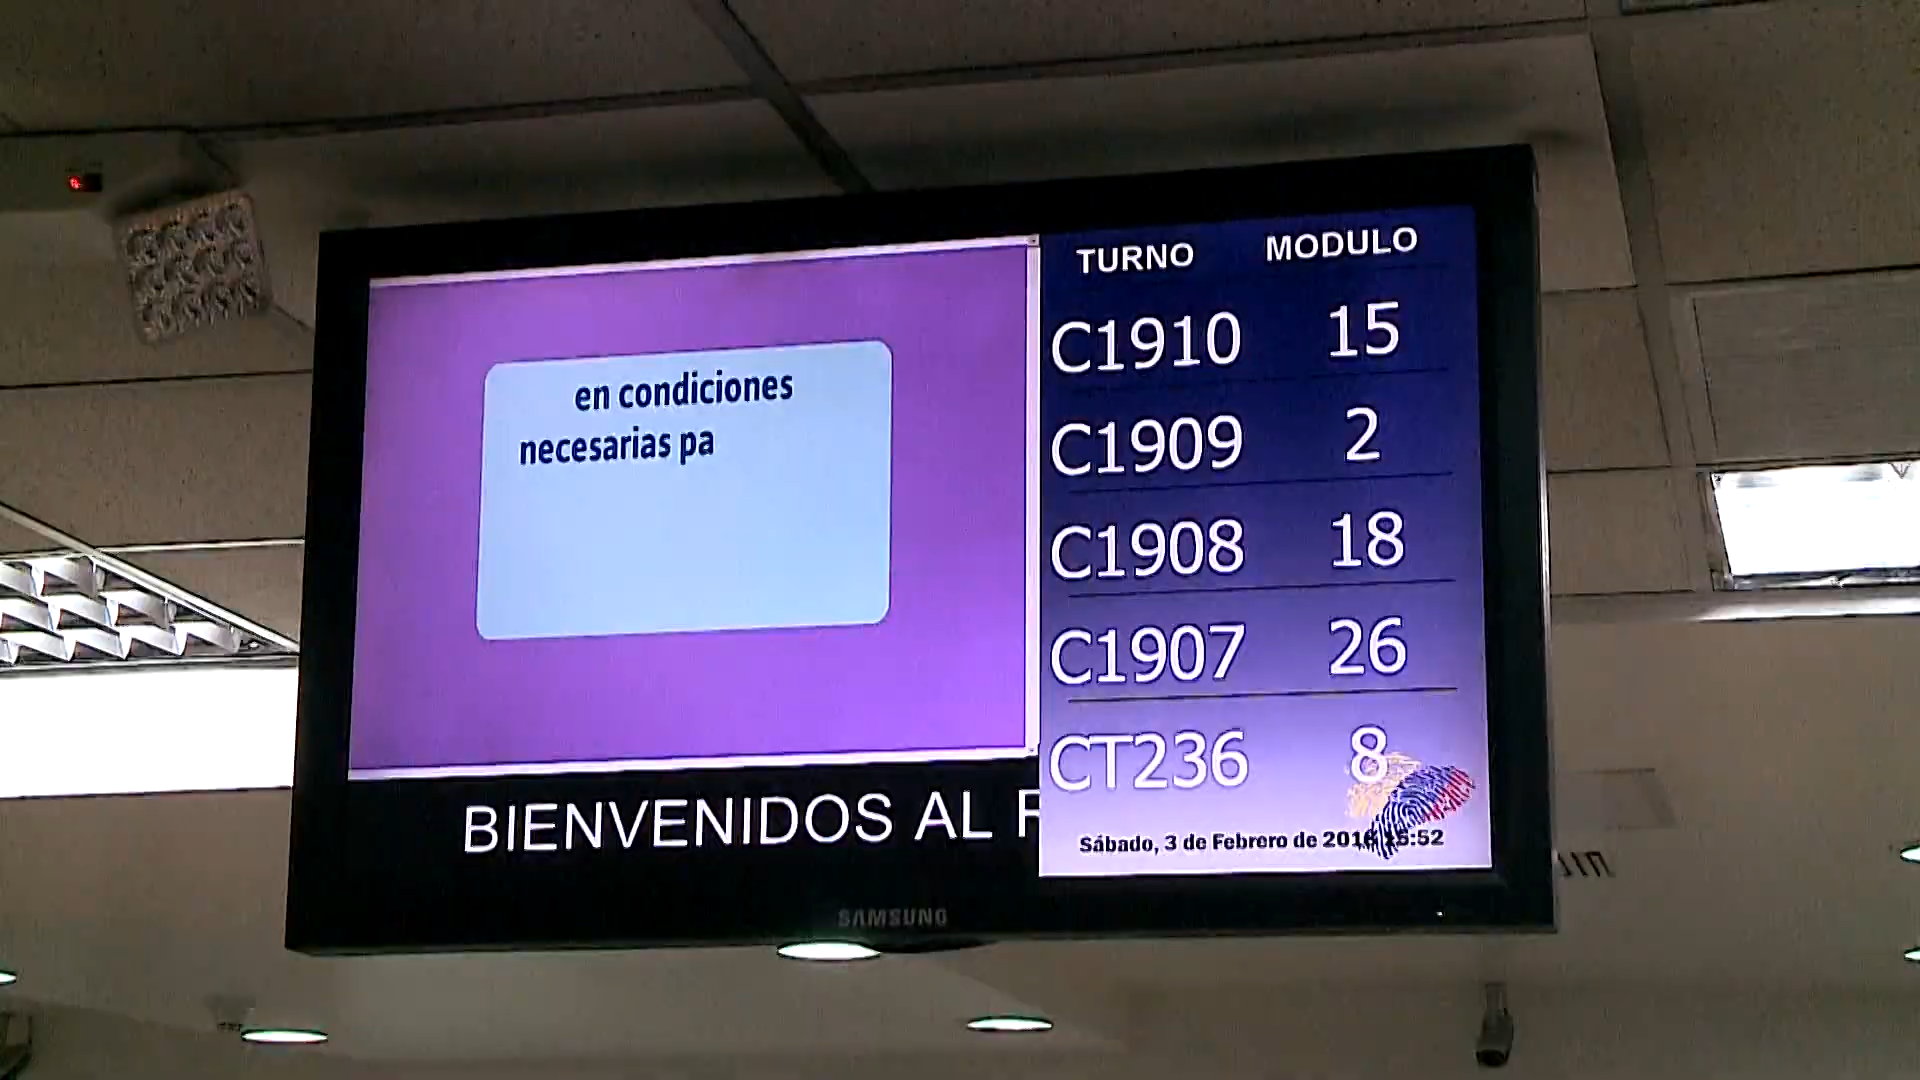 en condiciones
necesarias pa
TURNO MODULO
C1910 15
C1909 2
C1908 18
C1907 26
CT236 8
BIENVENIDOS AL
Sábado, 3 de Febrero de
SAMSUNG